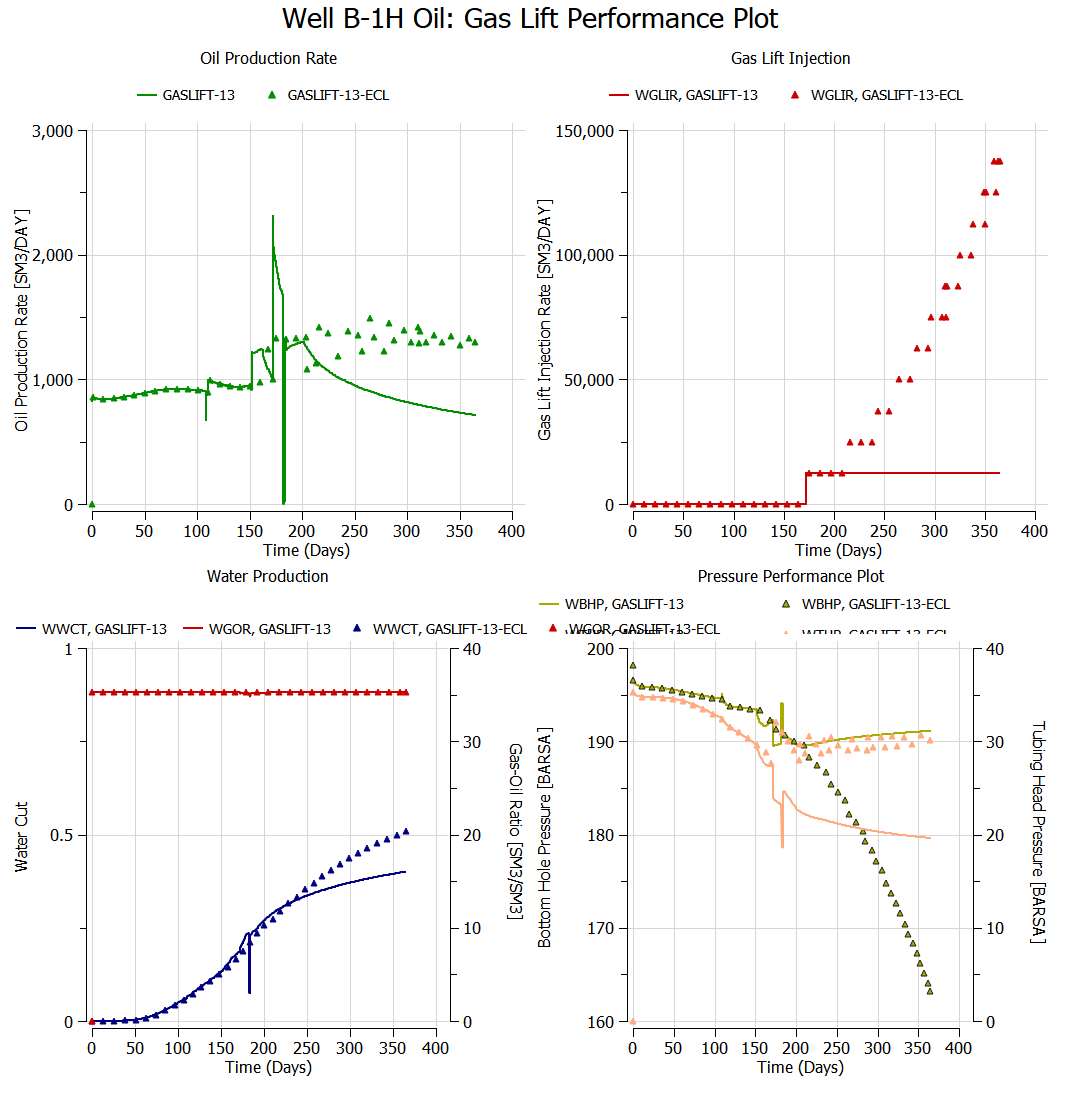 Well B-1H Oil: Gas Lift Performance Plot
Oil Production Rate
GASLIFT-13 GASLIFT-13-ECL
3,000
2,000
1,000
0
Oil Production Rate [SM3/DAY]
0 50 100 150 200 250 300 350 400
Time (Days)
Gas Lift Injection
WGLIR, GASLIFT-13 WGLIR, GASLIFT-13-ECL
150,000
100,000
50,000
0
Gas Lift Injection Rate [SM3/DAY]
0 50 100 150 200 250 300 350 400
Time (Days)
Water Production
WWCT, GASLIFT-13 WGOR, GASLIFT-13 WWCT, GASLIFT-13-ECL WGOR, GASLIFT-13-ECL
1
0.5
0
Water Cut
40
30
20
10
0
Gas-Oil Ratio [SM3/SM3]
0 50 100 150 200 250 300 350 400
Time (Days)
Pressure Performance Plot
WBHP, GASLIFT-13 WBHP, GASLIFT-13-ECL
200
190
180
170
160
Bottom Hole Pressure [BARSA]
40
30
20
10
0
Tubing Head Pressure [BARSA]
0 50 100 150 200 250 300 350 400
Time (Days)